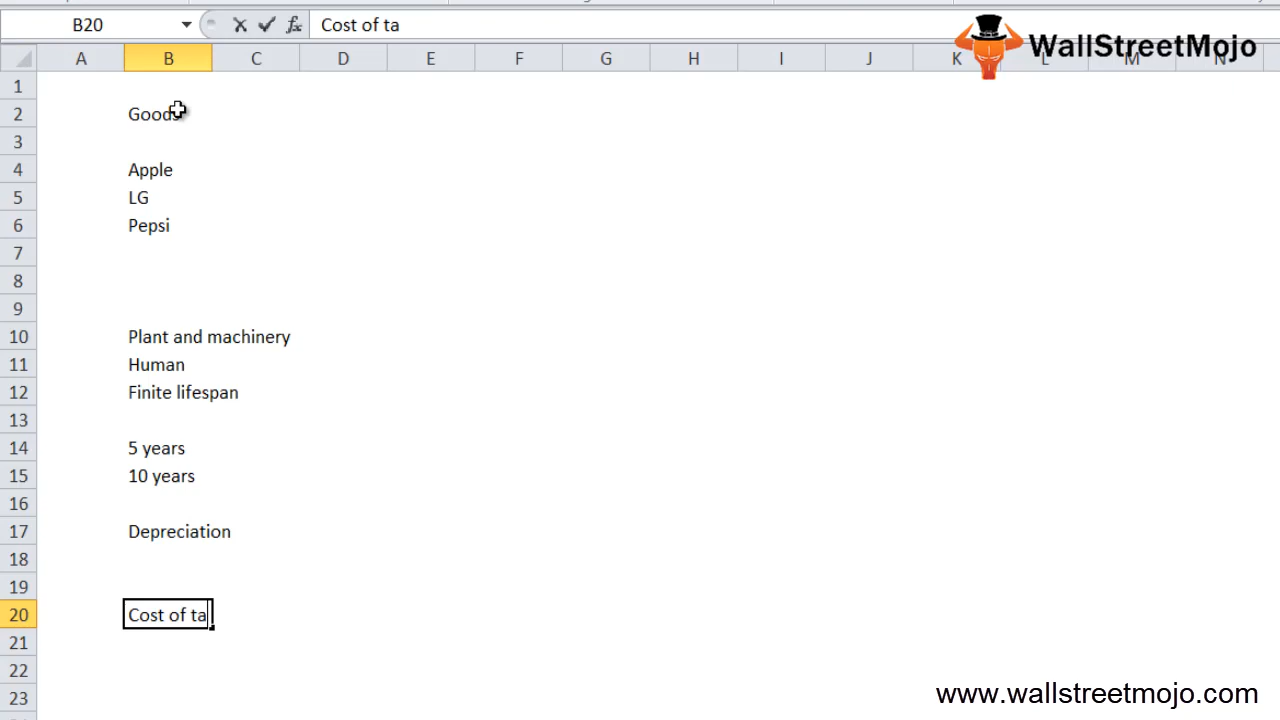 B20 fx Cost of ta
WallStreetMojo
A B C D E F G H I J K L M N
1
2 Goods
3
4 Apple
5 LG
6 Pepsi
7
8
9
10 Plant and machinery
11 Human
12 Finite lifespan
13
14 5 years
15 10 years
16
17 Depreciation
18
19
20 Cost of ta
21
22
23
www.wallstreetmojo.com